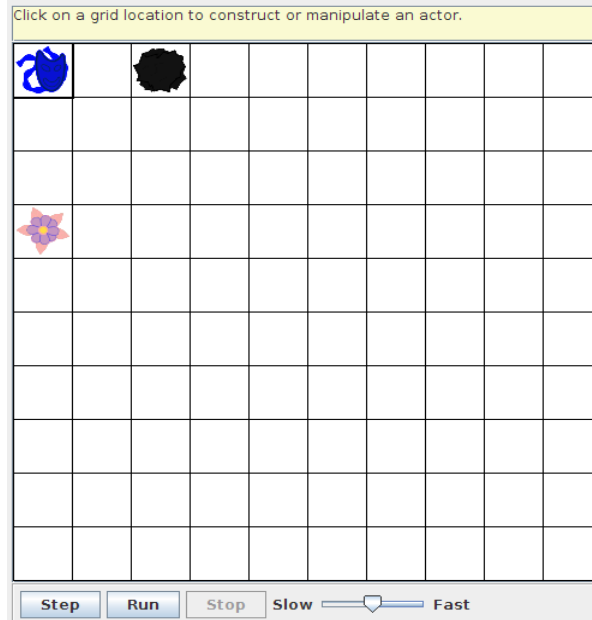 Click on a grid location to construct or manipulate an actor.
Step Run Stop Slow Fast